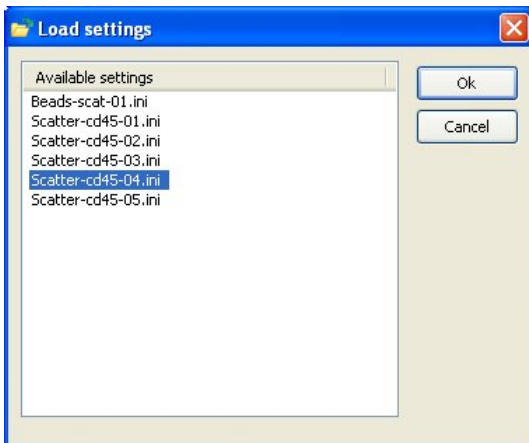 Load settings
Available settings
Beads-scat-01.ini
Scatter-cd45-01.ini
Scatter-cd45-02.ini
Scatter-cd45-03.ini
Scatter-cd45-04.ini
Scatter-cd45-05.ini
Ok
Cancel